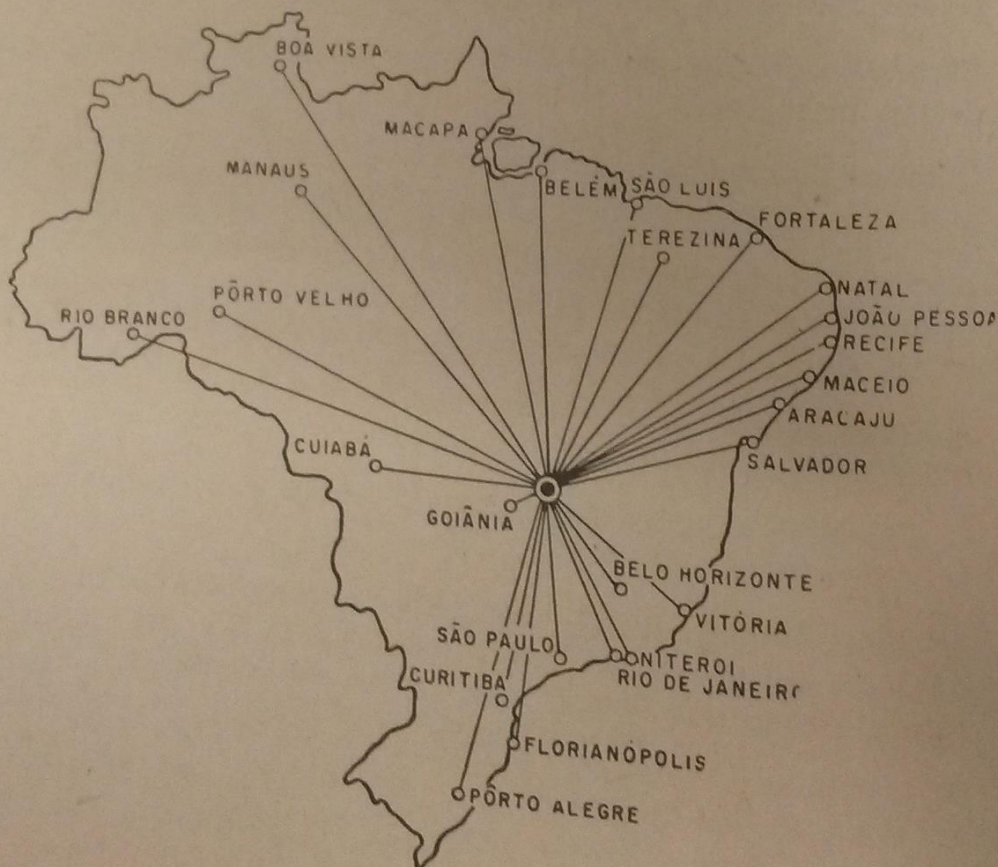 BOA VISTA
MACAPA
MANAUS
BELÉM
SÃO LUIS
FORTALEZA
TEREZINA
NATAL
PÔRTO VELHO
RIO BRANCO
JOÃO PESSOA
RECIFE
MACEIO
ARACAJU
CUIABÁ
SALVADOR
GOIÂNIA
BELO HORIZONTE
VITÓRIA
SÃO PAULO
NITEROI
RIO DE JANEIRO
CURITIBA
FLORIANÓPOLIS
PÔRTO ALEGRE